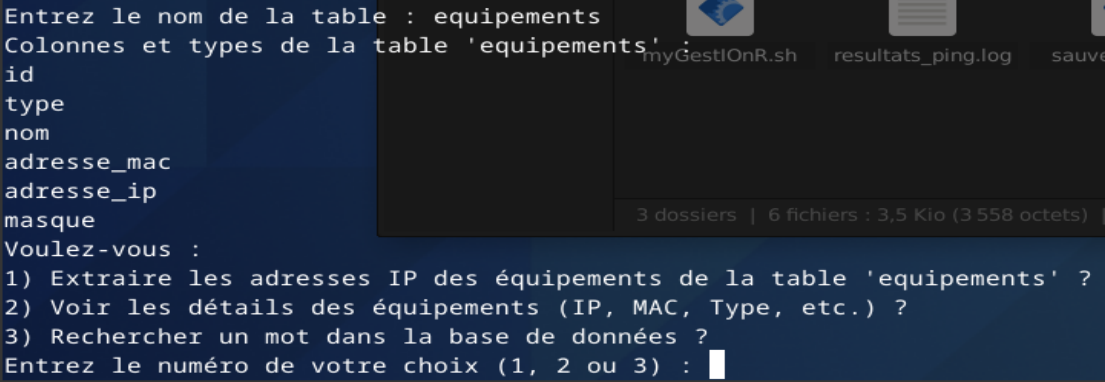 Entrez le nom de la table : equipements
Colonnes et types de la table 'equipements' :
myGestIOnR.sh
resultats_ping.log
id
type
nom
adresse_mac
adresse_ip
masque
3 dossiers | 6 fichiers : 3,5 Kio (3 558 octets) |
Voulez-vous :
1) Extraire les adresses IP des équipements de la table 'equipements' ?
2) Voir les détails des équipements (IP, MAC, Type, etc.) ?
3) Rechercher un mot dans la base de données ?
Entrez le numéro de votre choix (1, 2 ou 3) :